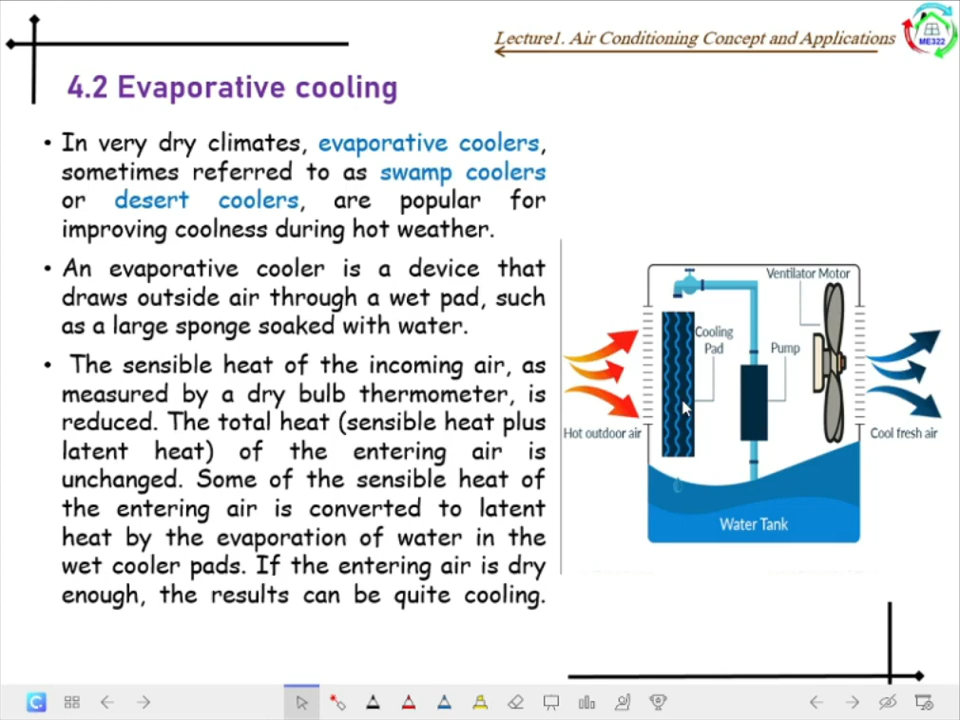 Lecture1. Air Conditioning Concept and Applications
ME322
4.2 Evaporative cooling
• In very dry climates, evaporative coolers,
sometimes referred to as swamp coolers
or desert coolers, are popular for
improving coolness during hot weather.
• An evaporative cooler is a device that
draws outside air through a wet pad, such
as a large sponge soaked with water.
• The sensible heat of the incoming air, as
measured by a dry bulb thermometer, is
reduced. The total heat (sensible heat plus
latent heat) of the entering air is
unchanged. Some of the sensible heat of
the entering air is converted to latent
heat by the evaporation of water in the
wet cooler pads. If the entering air is dry
enough, the results can be quite cooling.
Ventilator Motor
Cooling
Pad
Pump
Hot outdoor air
Cool fresh air
Water Tank